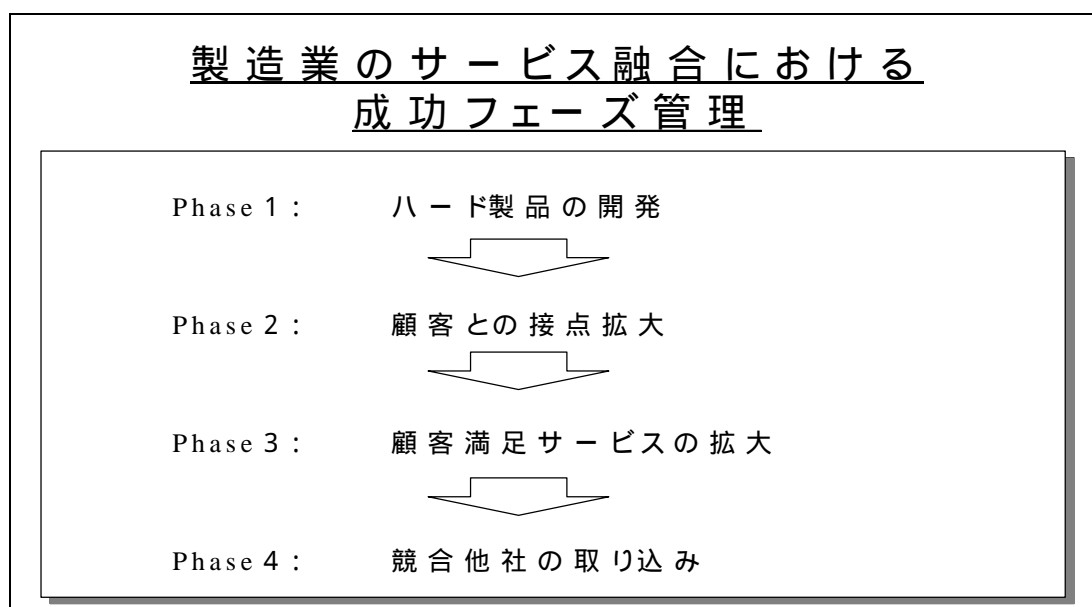 製造業のサービス融合における
成功フェーズ管理
Phase 1 : ハード製品の開発
Phase 2 : 顧客との接点拡大
Phase 3 : 顧客満足サービスの拡大
Phase 4 : 競合他社の取り込み